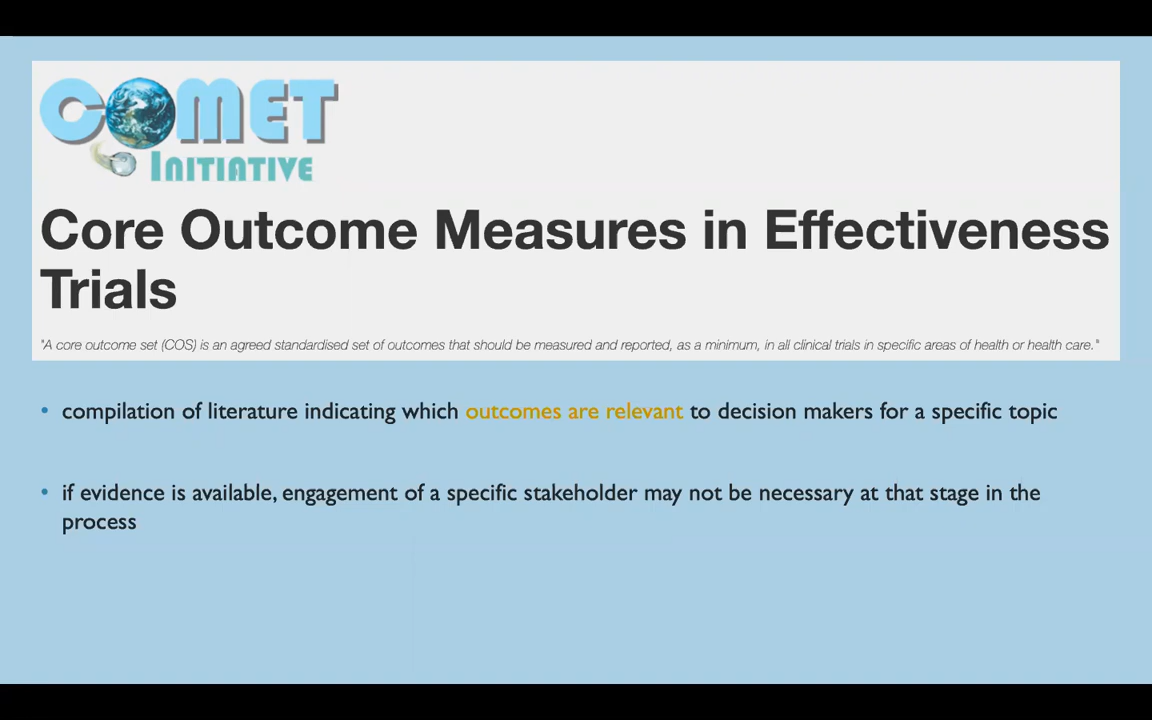 COMET
INITIATIVE
Core Outcome Measures in Effectiveness
Trials
"A core outcome set (COS) is an agreed standardised set of outcomes that should be measured and reported, as a minimum, in all clinical trials in specific areas of health or health care."
• compilation of literature indicating which outcomes are relevant to decision makers for a specific topic
• if evidence is available, engagement of a specific stakeholder may not be necessary at that stage in the
process